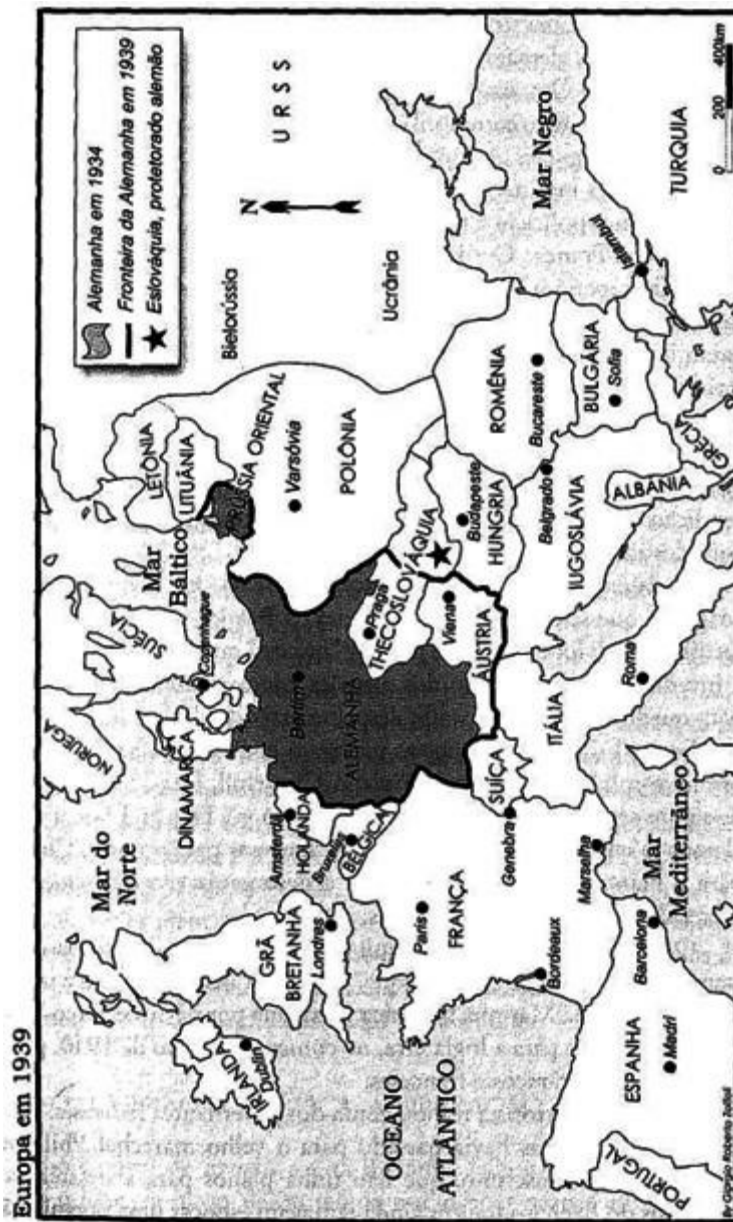 Europa em 1939
Alemanha em 1934
Fronteira da Alemanha em 1939
Eslováquia, protetorado alemão
N
URSS
Bielorússia
Ucrânia
Mar Negro
TURQUIA
Istambul
0 200 400km
NORUEGA
SUÉCIA
Mar
Báltico
LETÔNIA
LITUÂNIA
PRÚSSIA ORIENTAL
Copenhague
DINAMARCA
Mar do
Norte
IRLANDA
Dublin
GRÃ
BRETANHA
Londres
Amsterdã
HOLANDA
Bruxelas
BÉLGICA
Berlim
ALEMANHA
Varsóvia
POLÔNIA
Praga
THECOSLOVÁQUIA
Viena
ÁUSTRIA
Budapeste
HUNGRIA
ROMÊNIA
Bucareste
BULGÁRIA
Sofia
Belgrado
IUGOSLÁVIA
ALBÂNIA
GRÉCIA
Paris
FRANÇA
SUÍÇA
Genebra
ITÁLIA
Roma
Bordeaux
Marselha
Mar
Mediterrâneo
Barcelona
ESPANHA
Madri
PORTUGAL
OCEANO
ATLÂNTICO